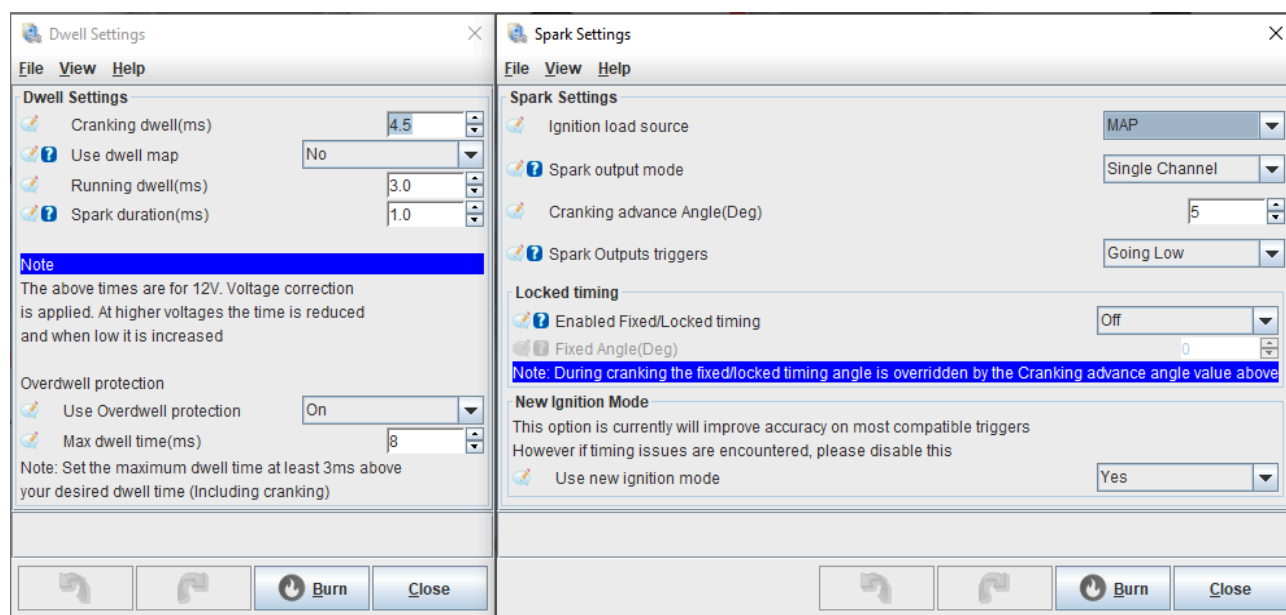 Dwell Settings
File View Help
Dwell Settings
Cranking dwell(ms) 4.5
Use dwell map No
Running dwell(ms) 3.0
Spark duration(ms) 1.0
Note
The above times are for 12V. Voltage correction
is applied. At higher voltages the time is reduced
and when low it is increased
Overdwell protection
Use Overdwell protection On
Max dwell time(ms) 8
Note: Set the maximum dwell time at least 3ms above
your desired dwell time (Including cranking)
Burn Close
Spark Settings
File View Help
Spark Settings
Ignition load source MAP
Spark output mode Single Channel
Cranking advance Angle(Deg) 5
Spark Outputs triggers Going Low
Locked timing
Enabled Fixed/Locked timing Off
Fixed Angle(Deg) 0
Note: During cranking the fixed/locked timing angle is overridden by the Cranking advance angle value above
New Ignition Mode
This option is currently will improve accuracy on most compatible triggers
However if timing issues are encountered, please disable this
Use new ignition mode Yes
Burn Close